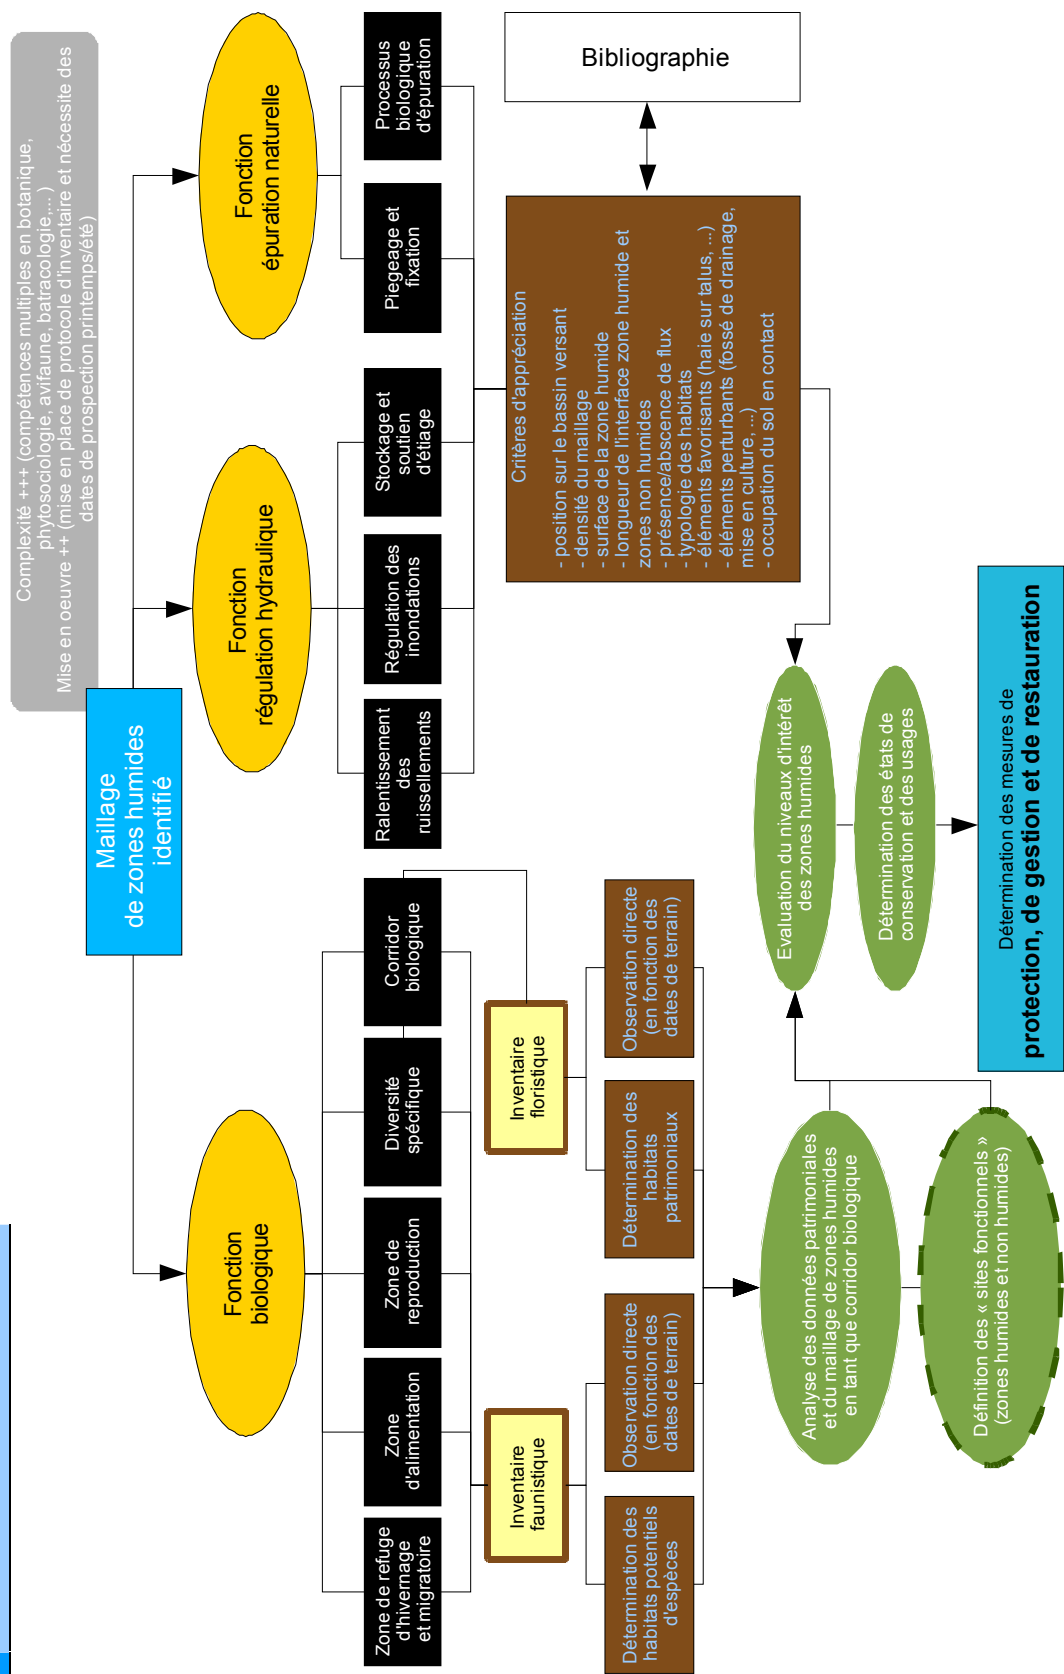 Complexité +++ (compétences multiples en botanique,
phytosociologie, avifaune, batracologie,...)
Mise en oeuvre ++ (mise en place de protocole d'inventaire et nécessite des
dates de prospection printemps/été)
Maillage
de zones humides
identifié
Fonction
biologique
Fonction
régulation hydraulique
Fonction
épuration naturelle
Zone de refuge
d'hivernage
et migratoire
Zone
d'alimentation
Zone de
reproduction
Diversité
spécifique
Corridor
biologique
Ralentissement
des
ruissellements
Régulation des
inondations
Stockage et
soutien
d'étiage
Piegeage et
fixation
Processus
biologique
d'épuration
Inventaire
faunistique
Inventaire
floristique
Critères d'appréciation
- position sur le bassin versant
- densité du maillage
- surface de la zone humide
- longueur de l'interface zone humide et
zones non humides
- présence/abscence de flux
- typologie des habitats
- éléments favorisants (haie sur talus, ...)
- éléments perturbants (fossé de drainage,
mise en culture, ...)
- occupation du sol en contact
Bibliographie
Détermination des
habitats potentiels
d'espèces
Observation directe
(en fonction des
dates de terrain)
Détermination des
habitats
patrimoniaux
Observation directe
(en fonction des
dates de terrain)
Analyse des données patrimoniales
et du maillage de zones humides
en tant que corridor biologique
Evaluation du niveaux d'intérêt
des zones humides
Définition des « sites fonctionnels »
(zones humides et non humides)
Détermination des états de
conservation et des usages
Détermination des mesures de
protection, de gestion et de restauration